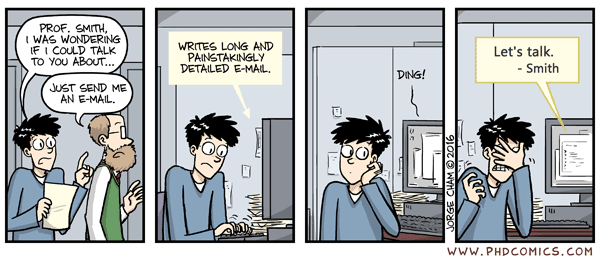 PROF. SMITH,
I WAS WONDERING
IF I COULD TALK
TO YOU ABOUT...
JUST SEND ME
AN E-MAIL.
WRITES LONG AND
PAINSTAKINGLY
DETAILED E-MAIL.
DING!
JORGE CHAM © 2016
Let's talk.
- Smith
WWW.PHDCOMICS.COM